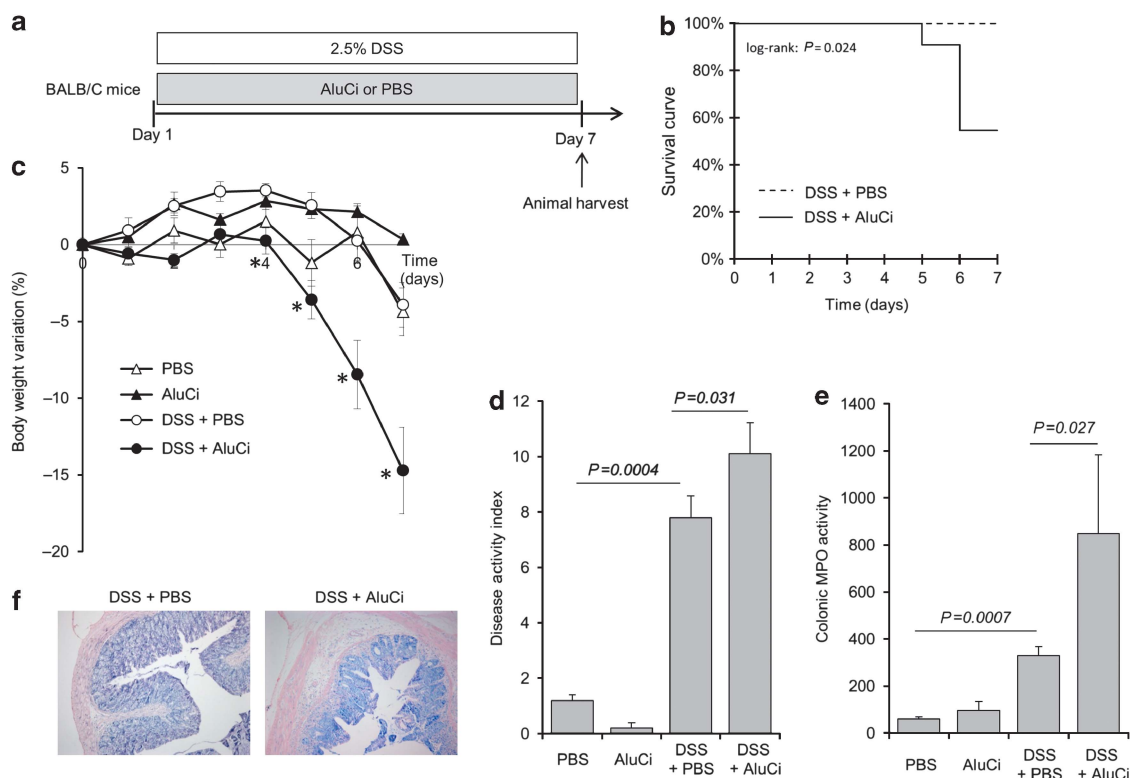 a
2.5% DSS
BALB/C mice
AluCi or PBS
Day 1
Day 7
Animal harvest
b
100%
80%
60%
40%
20%
0%
Survival curve
log-rank: P = 0.024
DSS + PBS
DSS + AluCi
0 1 2 3 4 5 6 7
Time (days)
c
5
0
–5
–10
–15
–20
Body weight variation (%)
0 *4 6
Time
(days)
*
*
*
PBS
AluCi
DSS + PBS
DSS + AluCi
d
12
10
8
6
4
2
0
Disease activity index
P=0.031
P=0.0004
PBS AluCi DSS DSS
+ PBS + AluCi
e
1400
1200
1000
800
600
400
200
0
Colonic MPO activity
P=0.027
P=0.0007
PBS AluCi DSS DSS
+ PBS + AluCi
f
DSS + PBS DSS + AluCi